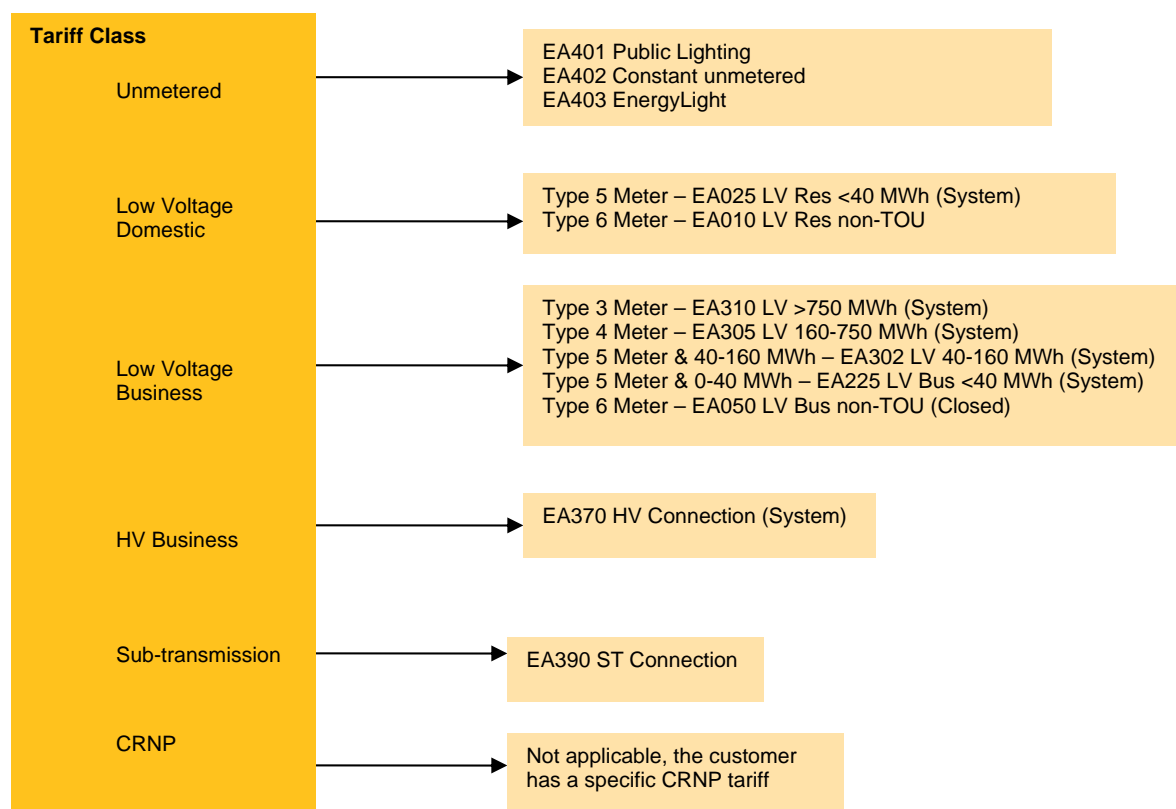 Tariff Class
Unmetered
EA401 Public Lighting
EA402 Constant unmetered
EA403 EnergyLight
Low Voltage
Domestic
Type 5 Meter – EA025 LV Res <40 MWh (System)
Type 6 Meter – EA010 LV Res non-TOU
Low Voltage
Business
Type 3 Meter – EA310 LV >750 MWh (System)
Type 4 Meter – EA305 LV 160-750 MWh (System)
Type 5 Meter & 40-160 MWh – EA302 LV 40-160 MWh (System)
Type 5 Meter & 0-40 MWh – EA225 LV Bus <40 MWh (System)
Type 6 Meter – EA050 LV Bus non-TOU (Closed)
HV Business
EA370 HV Connection (System)
Sub-transmission
EA390 ST Connection
CRNP
Not applicable, the customer
has a specific CRNP tariff